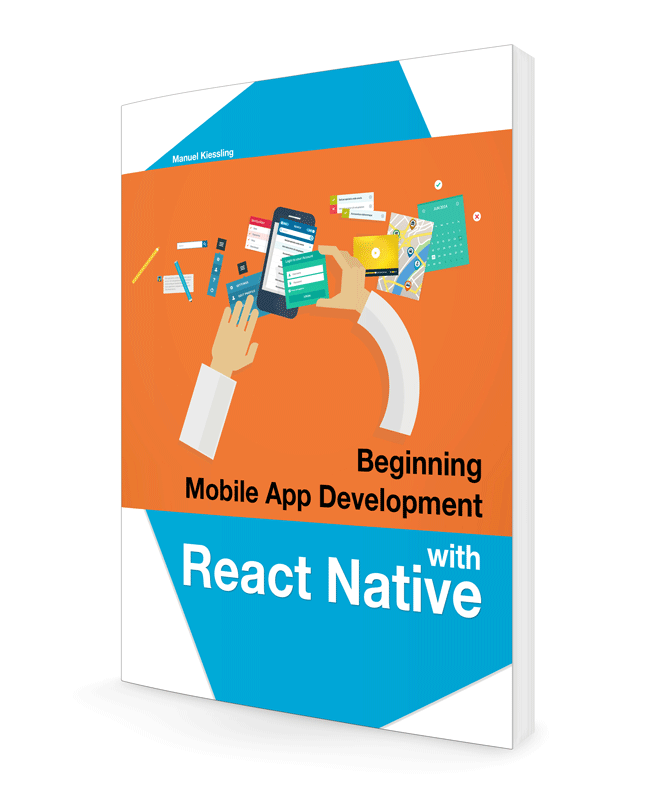 Manuel Kiessling
Beginning
Mobile App Development
with
React Native